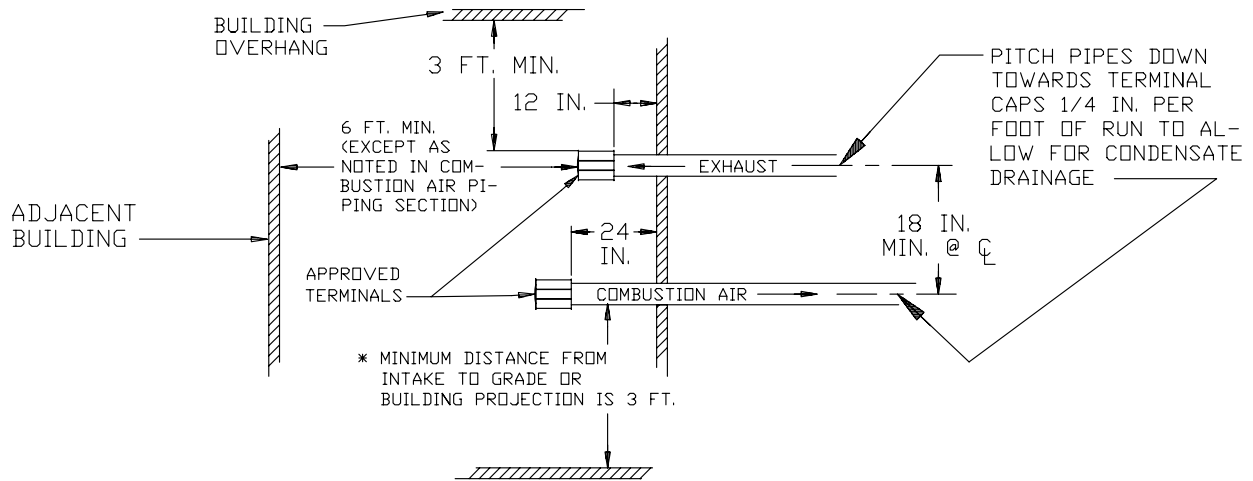 BUILDING
OVERHANG
3 FT. MIN.
12 IN.
6 FT. MIN.
(EXCEPT AS
NOTED IN COM-
BUSTION AIR PI-
PING SECTION)
EXHAUST
PITCH PIPES DOWN
TOWARDS TERMINAL
CAPS 1/4 IN. PER
FOOT OF RUN TO AL-
LOW FOR CONDENSATE
DRAINAGE
ADJACENT
BUILDING
24
IN.
18 IN.
MIN. @ ℄
APPROVED
TERMINALS
COMBUSTION AIR
* MINIMUM DISTANCE FROM
INTAKE TO GRADE OR
BUILDING PROJECTION IS 3 FT.